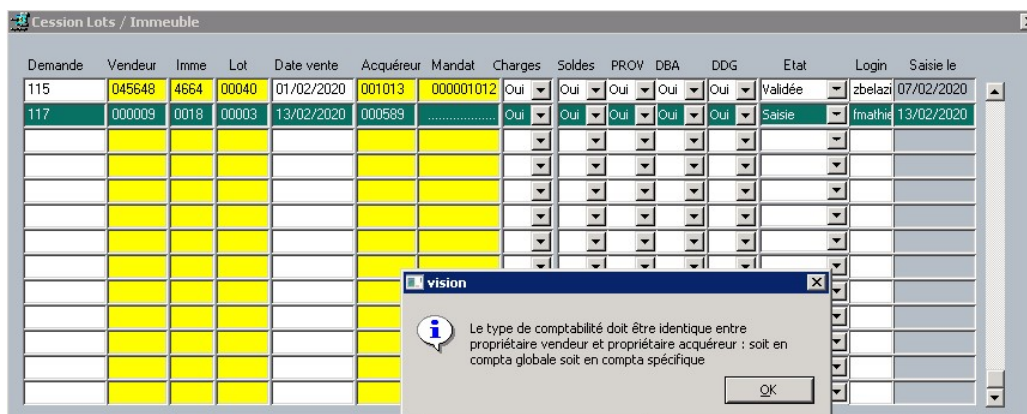 Cession Lots / Immeuble
Demande Vendeur Imme Lot Date vente Acquéreur Mandat Charges Soldes PROV DBA DDG Etat Login Saisie le
115 045648 4664 00040 01/02/2020 001013 000001012 Oui Oui Oui Oui Oui Validée zbelazi 07/02/2020
117 000009 0018 00003 13/02/2020 000589 .................. Oui Oui Oui Oui Oui Saisie fmathie 13/02/2020
vision
Le type de comptabilité doit être identique entre
propriétaire vendeur et propriétaire acquéreur : soit en
compta globale soit en compta spécifique
OK